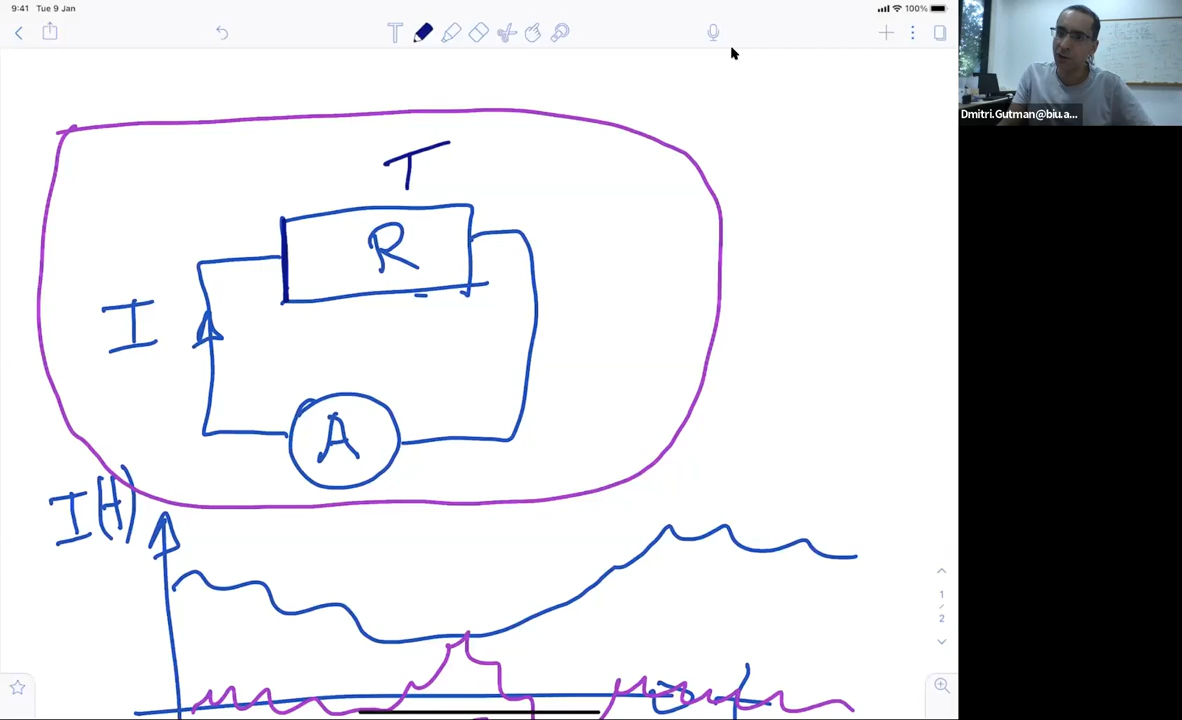 9:41 Tue 9 Jan
100%
T
T
R
I
A
I(t)
1
/
2
Dmitri.Gutman@biu.a...